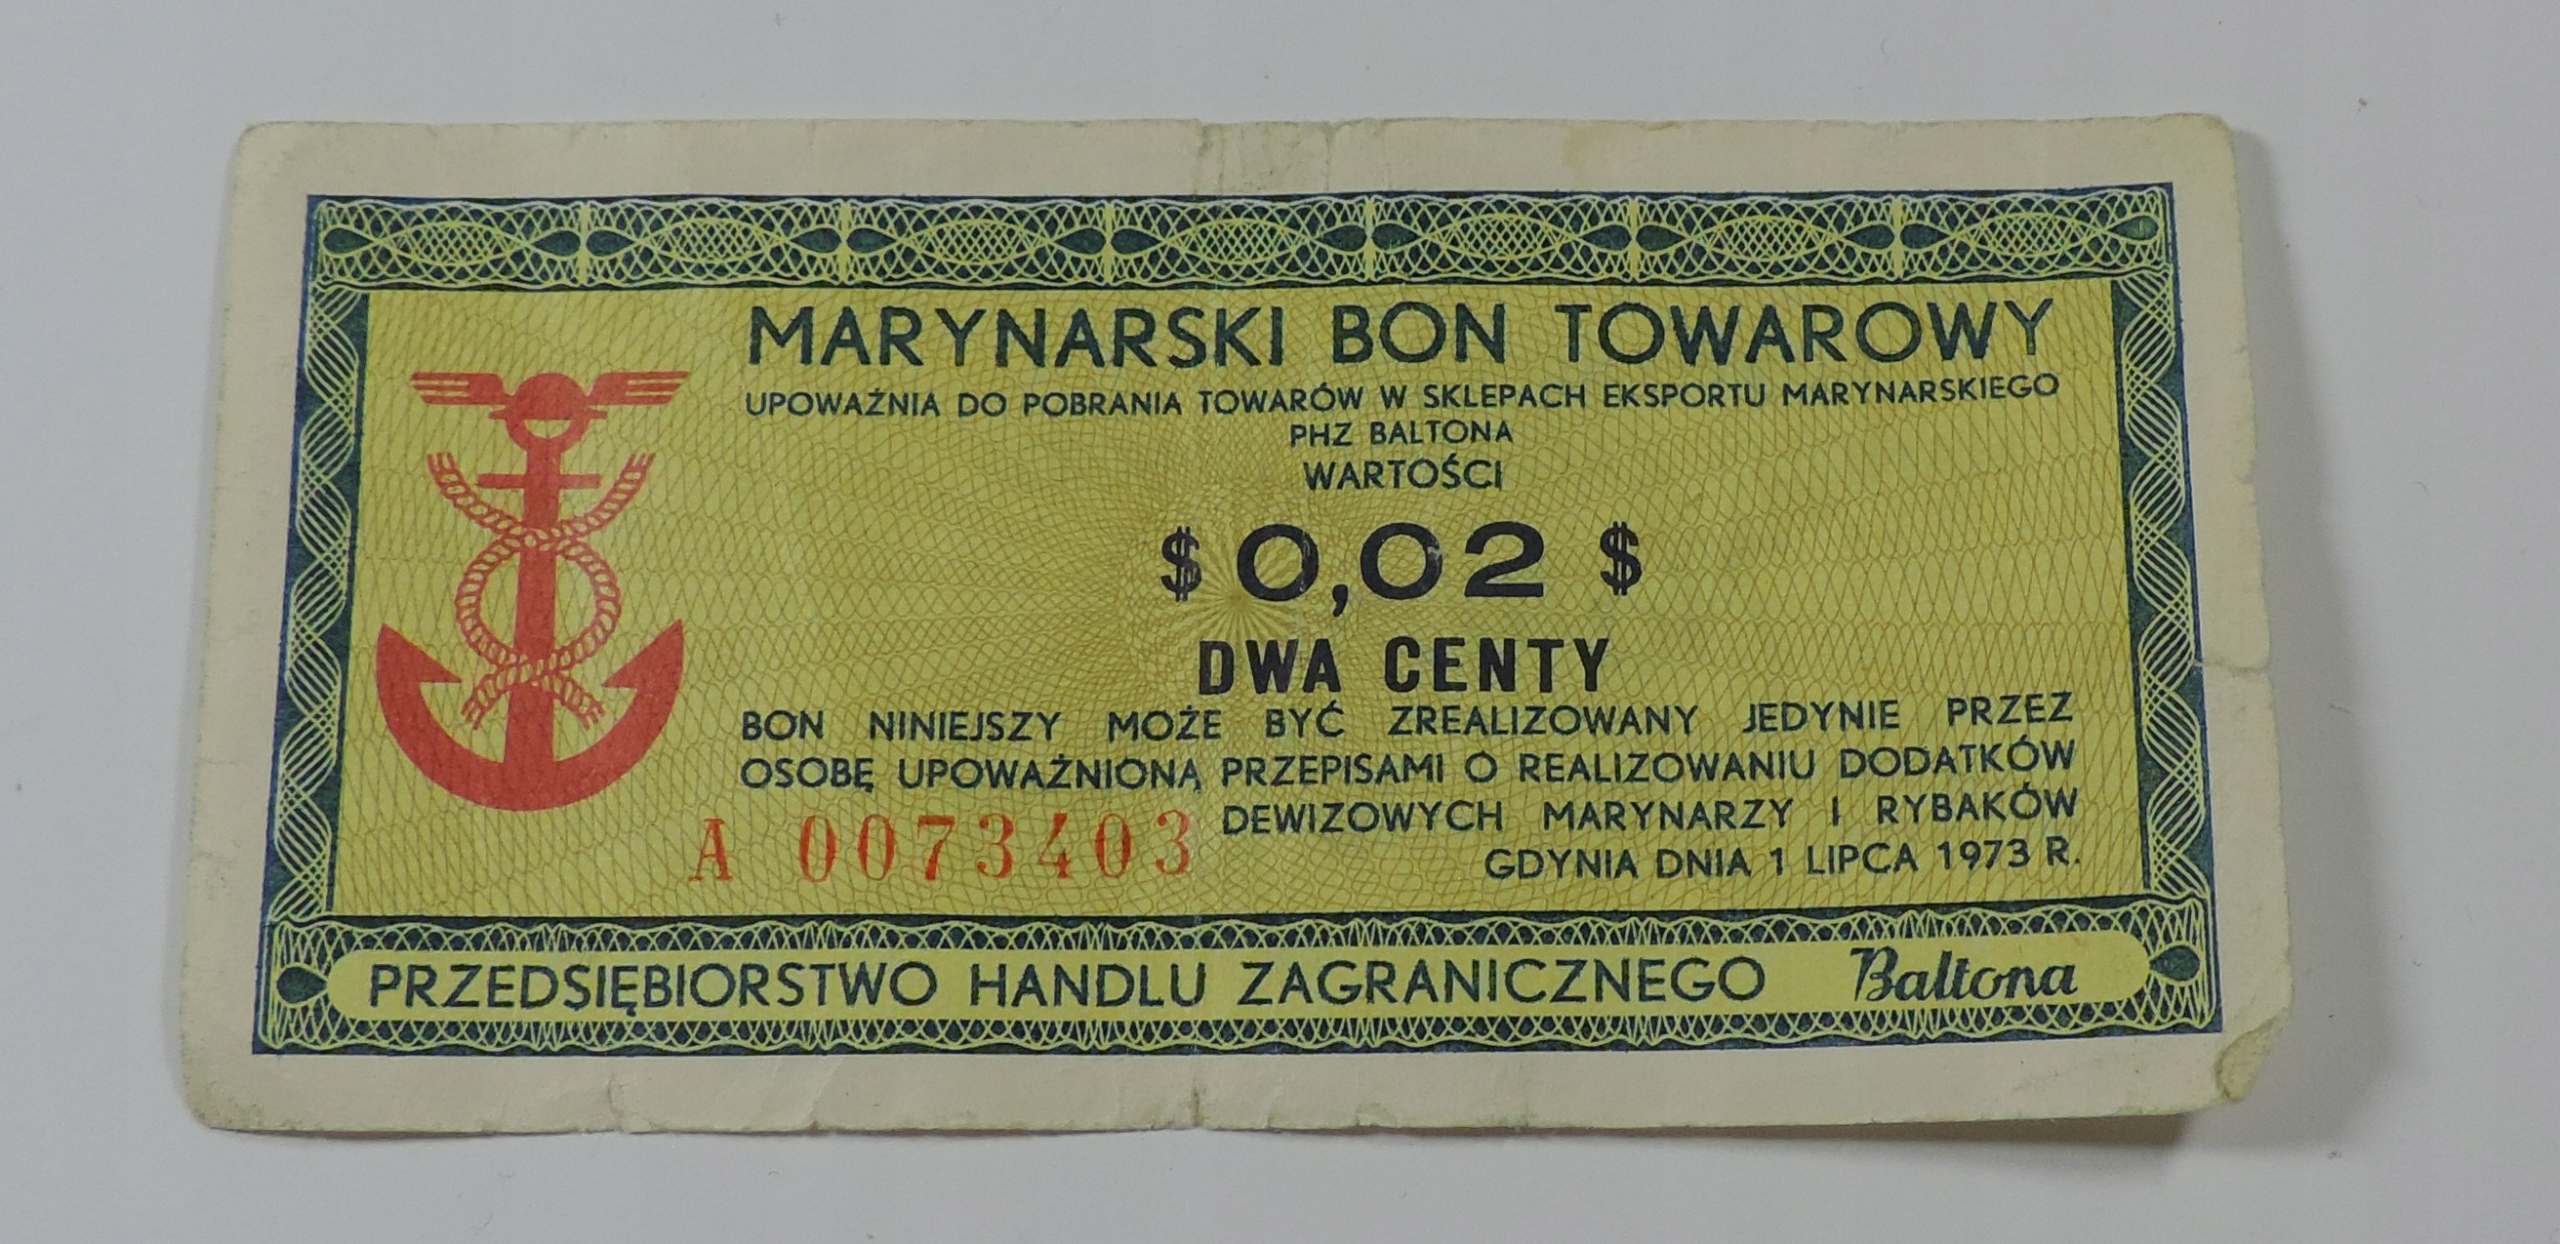 MARYNARSKI BON TOWAROWY
UPOWAŻNIA DO POBRANIA TOWARÓW W SKLEPACH EKSPORTU MARYNARSKIEGO
PHZ BALTONA
WARTOŚCI
$ 0,02 $
DWA CENTY
BON NINIEJSZY MOŻE BYĆ ZREALIZOWANY JEDYNIE PRZEZ
OSOBĘ UPOWAŻNIONĄ PRZEPISAMI O REALIZOWANIU DODATKÓW
DEWIZOWYCH MARYNARZY I RYBAKÓW
A 0073403
GDYNIA DNIA 1 LIPCA 1973 R.
PRZEDSIĘBIORSTWO HANDLU ZAGRANICZNEGO Baltona